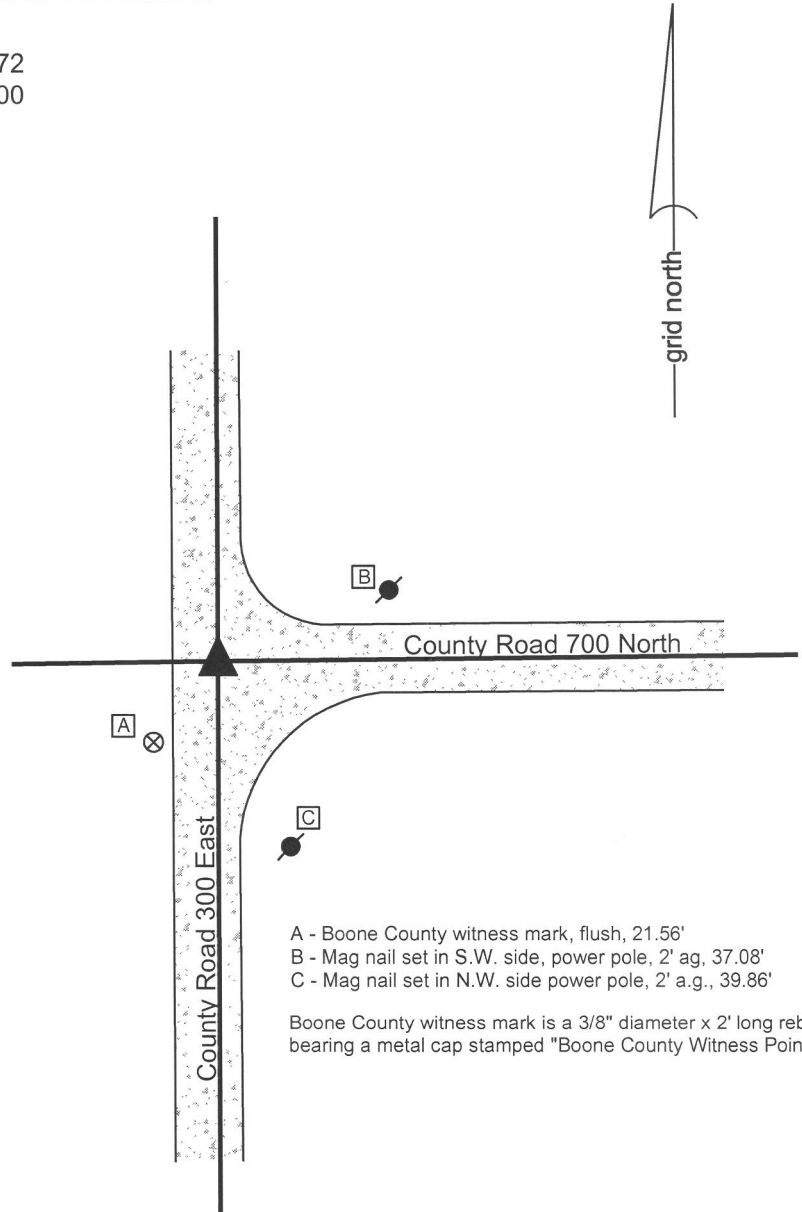 72
00
grid north
B
County Road 700 North
A
C
County Road 300 East
A - Boone County witness mark, flush, 21.56'
B - Mag nail set in S.W. side, power pole, 2' ag, 37.08'
C - Mag nail set in N.W. side power pole, 2' a.g., 39.86'
Boone County witness mark is a 3/8" diameter x 2' long reb
bearing a metal cap stamped "Boone County Witness Poin